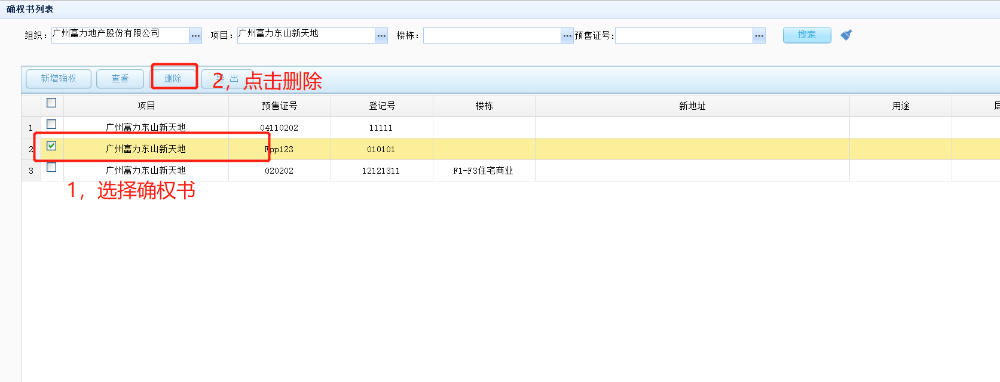 确权书列表
组织： 广州富力地产股份有限公司 ... 项目： 广州富力东山新天地 ... 楼栋： ... 预售证号： ... 搜索
新增确权 查看 删除 导 出 2，点击删除
项目 预售证号 登记号 楼栋 新地址 用途
1 广州富力东山新天地 04110202 11111
2 广州富力东山新天地 Fpp123 010101
3 广州富力东山新天地 020202 12121311 F1-F3住宅商业
1，选择确权书